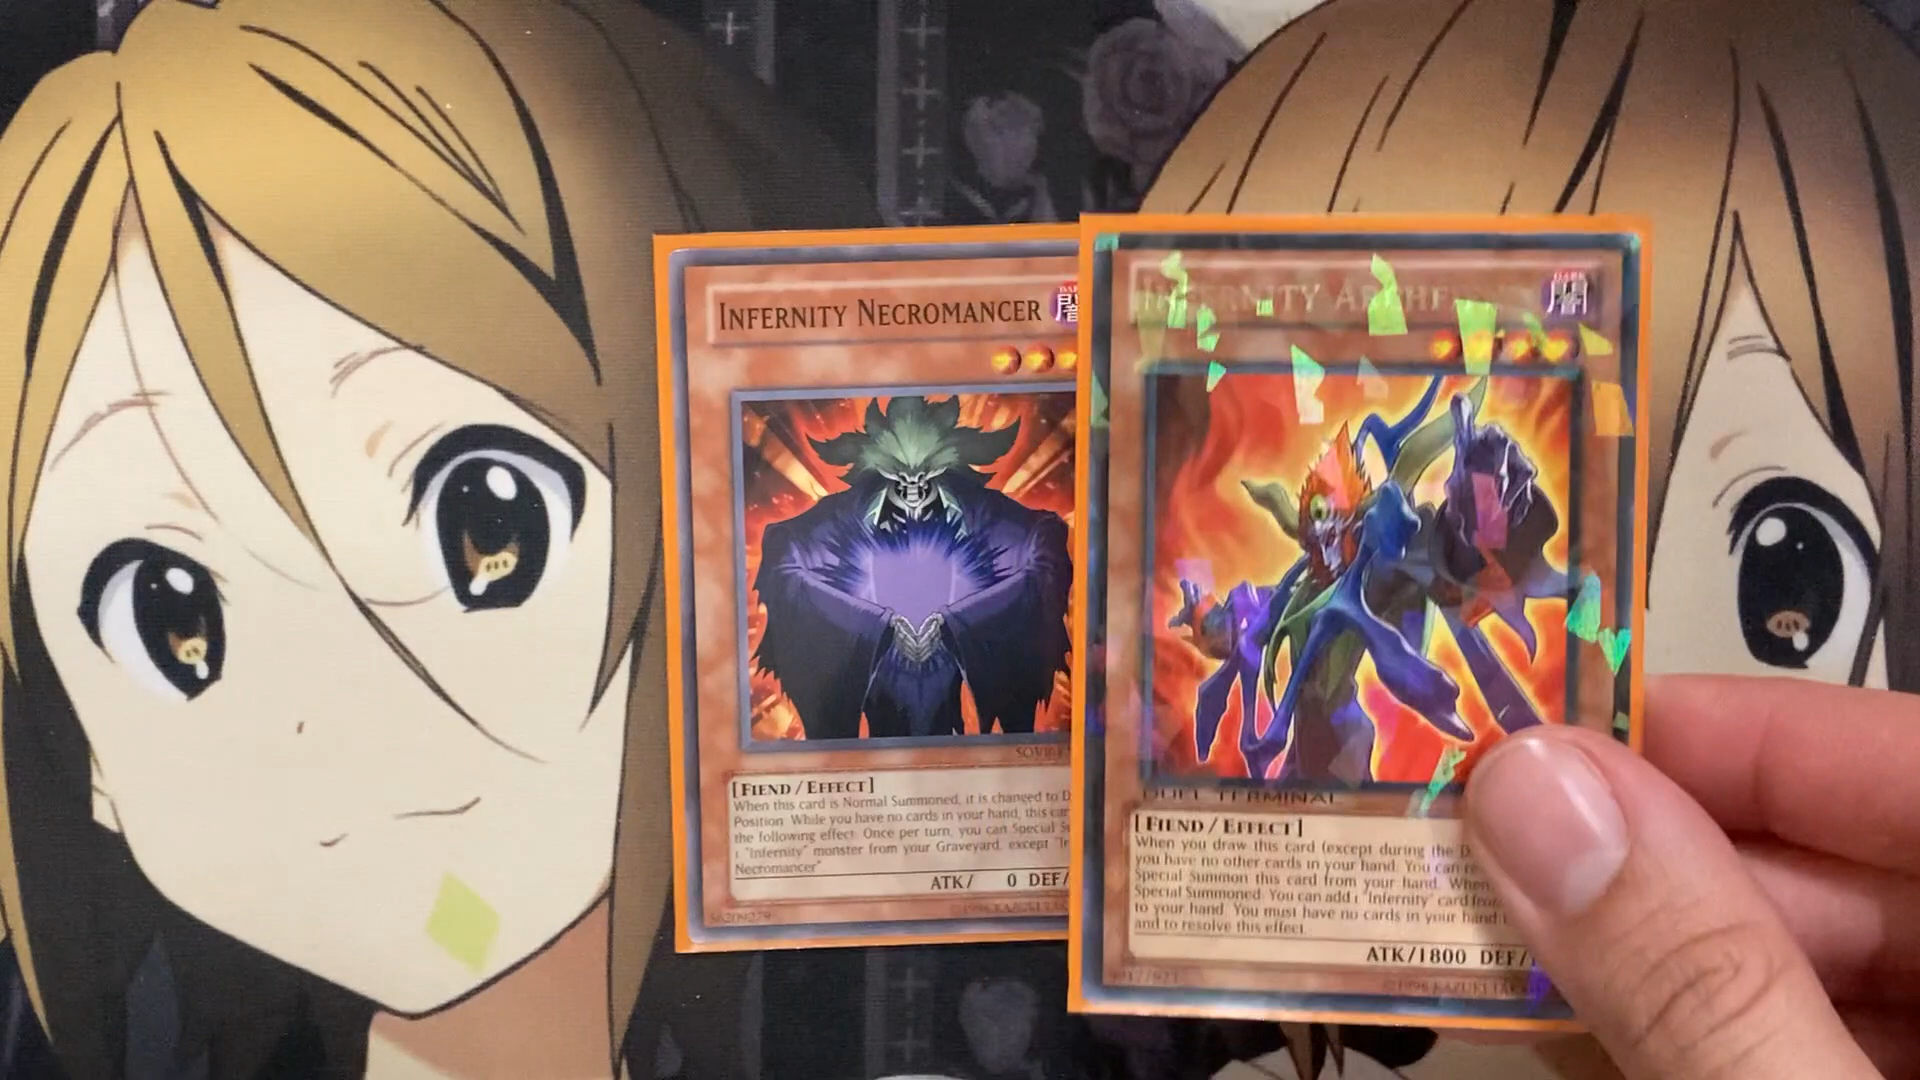 INFERNITY NECROMANCER
闇
[FIEND/EFFECT]
When this card is Normal Summoned, it is changed to D
Position. While you have no cards in your hand, this car
the following effect: Once per turn, you can Special S
1 "Infernity" monster from your Graveyard, except "I
Necromancer"
ATK/ 0 DEF/
©1996 KAZUKI TAK
INFERNITY
DARK
闇
DUEL TERMINAL
[FIEND/EFFECT]
When you draw this card (except during the D
you have no other cards in your hand: You can re
Special Summon this card from your hand. When
Special Summoned: You can add 1 "Infernity" card fro
to your hand. You must have no cards in your hand
and to resolve this effect.
ATK/1800 DEF/
©1996 KAZUKI TAK